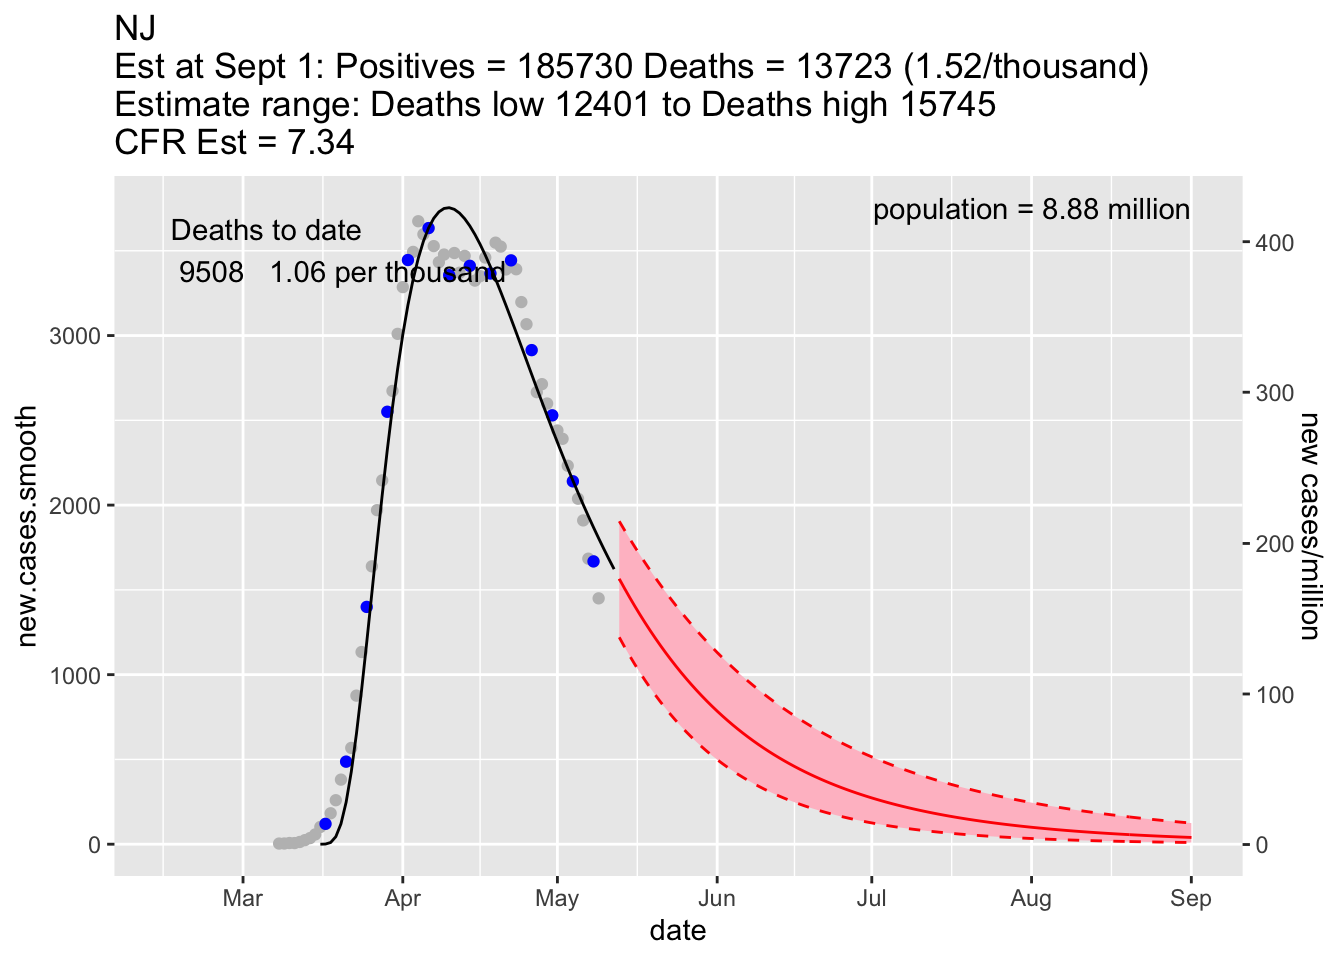 NJ
Est at Sept 1: Positives = 185730 Deaths = 13723 (1.52/thousand)
Estimate range: Deaths low 12401 to Deaths high 15745
CFR Est = 7.34
Deaths to date
9508 1.06 per thousand
population = 8.88 million
new.cases.smooth
3000
2000
1000
0
400
300
200
100
0
new cases/million
Mar Apr May Jun Jul Aug Sep
date